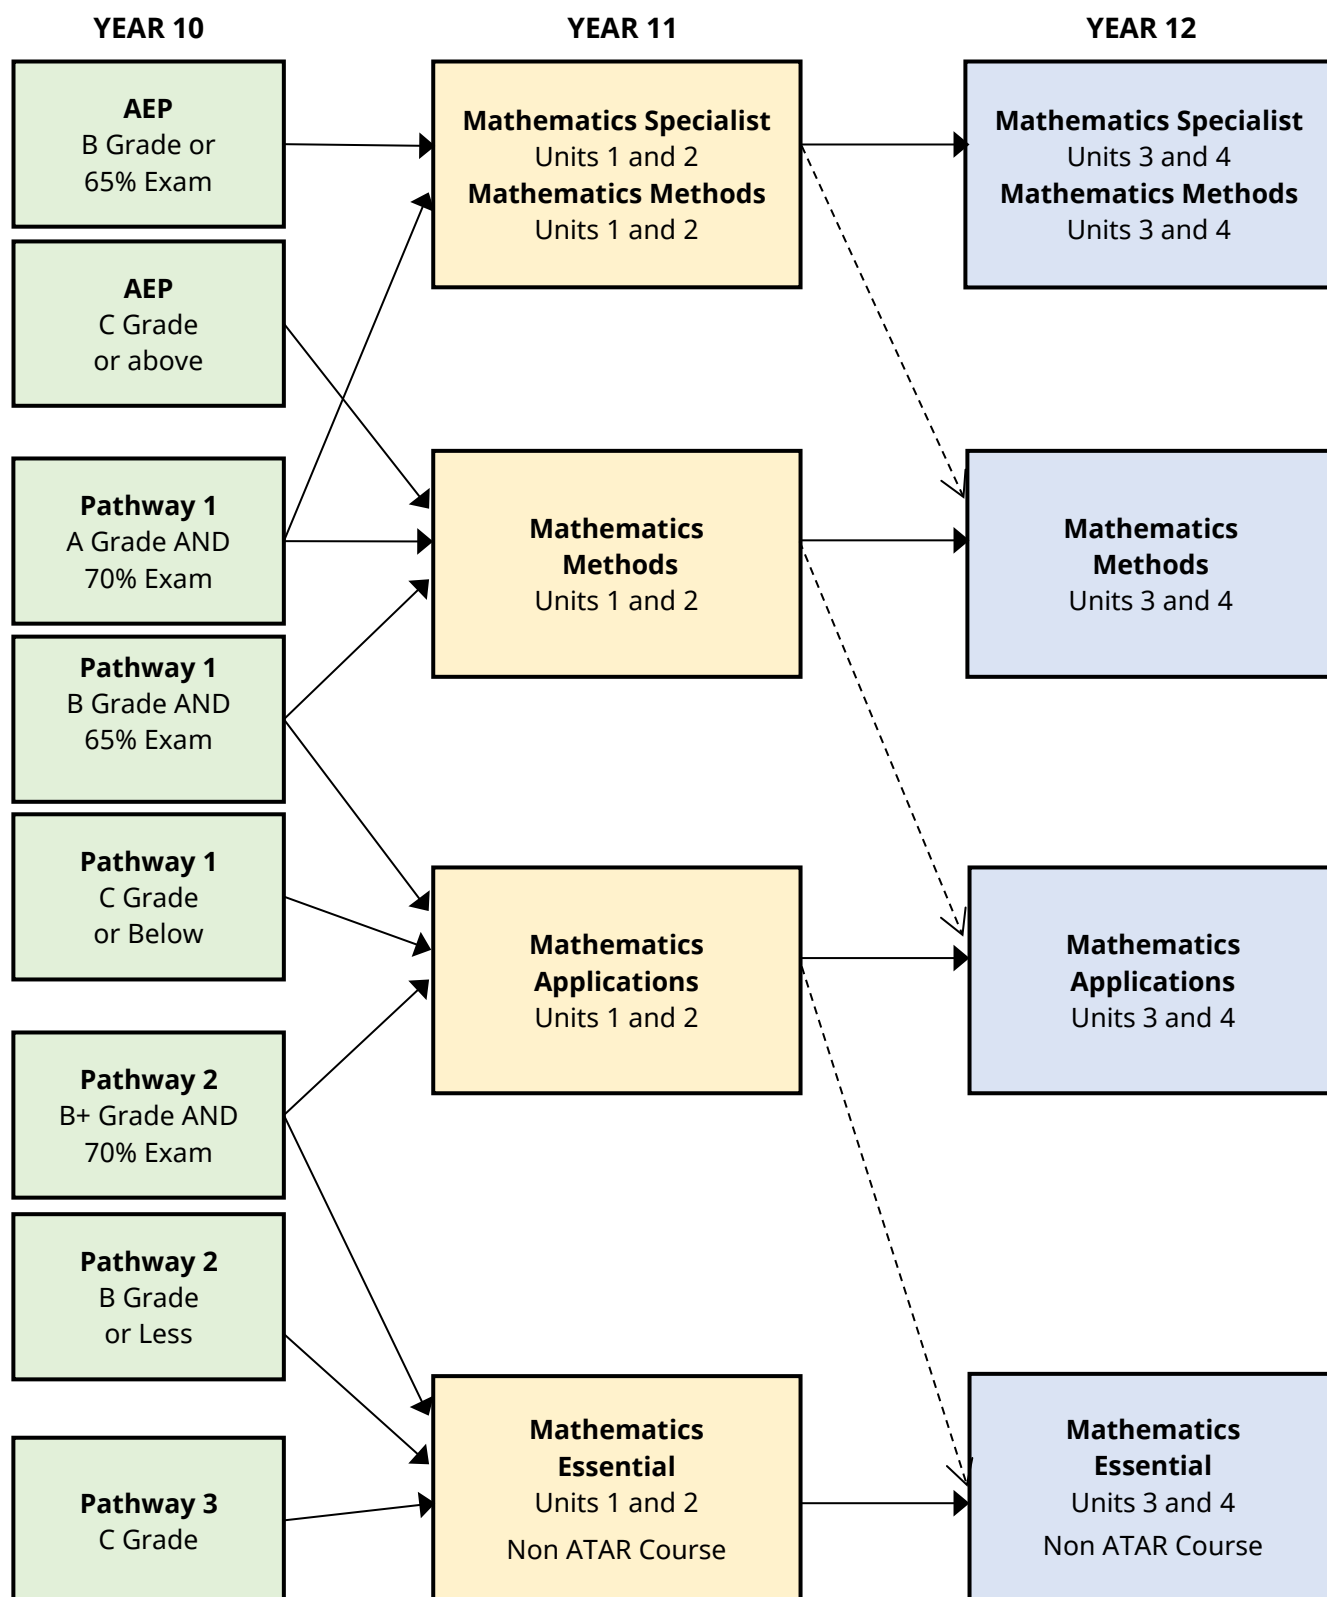 YEAR 10
YEAR 11
YEAR 12
AEP
B Grade or
65% Exam
AEP
C Grade
or above
Pathway 1
A Grade AND
70% Exam
Pathway 1
B Grade AND
65% Exam
Pathway 1
C Grade
or Below
Pathway 2
B+ Grade AND
70% Exam
Pathway 2
B Grade
or Less
Pathway 3
C Grade
Mathematics Specialist
Units 1 and 2
Mathematics Methods
Units 1 and 2
Mathematics
Methods
Units 1 and 2
Mathematics
Applications
Units 1 and 2
Mathematics
Essential
Units 1 and 2
Non ATAR Course
Mathematics Specialist
Units 3 and 4
Mathematics Methods
Units 3 and 4
Mathematics
Methods
Units 3 and 4
Mathematics
Applications
Units 3 and 4
Mathematics
Essential
Units 3 and 4
Non ATAR Course